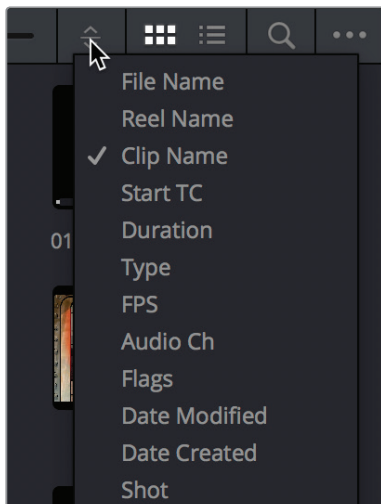 File Name
Reel Name
Clip Name
Start TC
01
Duration
Type
FPS
Audio Ch
Flags
Date Modified
Date Created
Shot